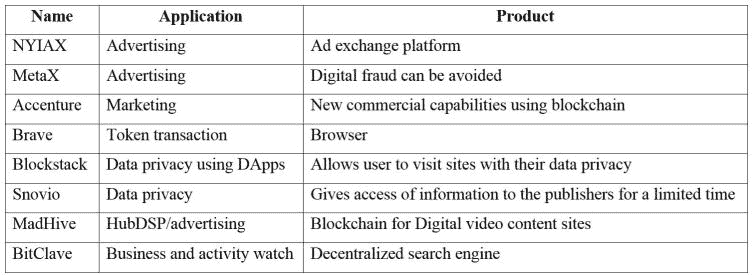 Name Application Product
NYIAX Advertising Ad exchange platform
MetaX Advertising Digital fraud can be avoided
Accenture Marketing New commercial capabilities using blockchain
Brave Token transaction Browser
Blockstack Data privacy using DApps Allows user to visit sites with their data privacy
Snovio Data privacy Gives access of information to the publishers for a limited time
MadHive HubDSP/advertising Blockchain for Digital video content sites
BitClave Business and activity watch Decentralized search engine